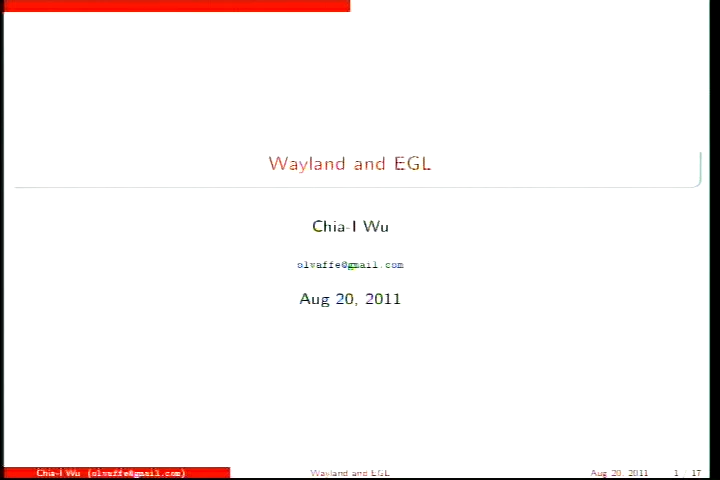 Wayland and EGL
Chia-I Wu
olvaffe@gmail.com
Aug 20, 2011
Chia-I Wu (olvaffe@gmail.com) Wayland and EGL Aug 20, 2011 1 / 17